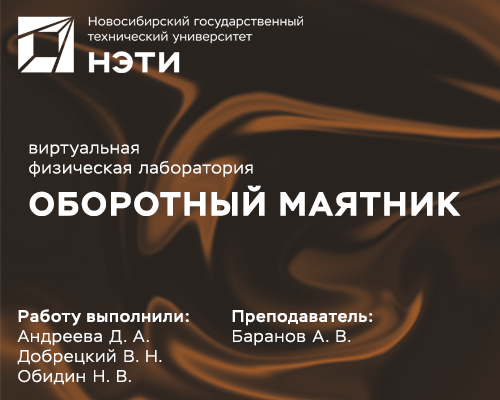 Новосибирский государственный
технический университет
НЭТИ
виртуальная
физическая лаборатория
ОБОРОТНЫЙ МАЯТНИК
Работу выполнили:
Андреева Д. А.
Добрецкий В. Н.
Обидин Н. В.
Преподаватель:
Баранов А. В.